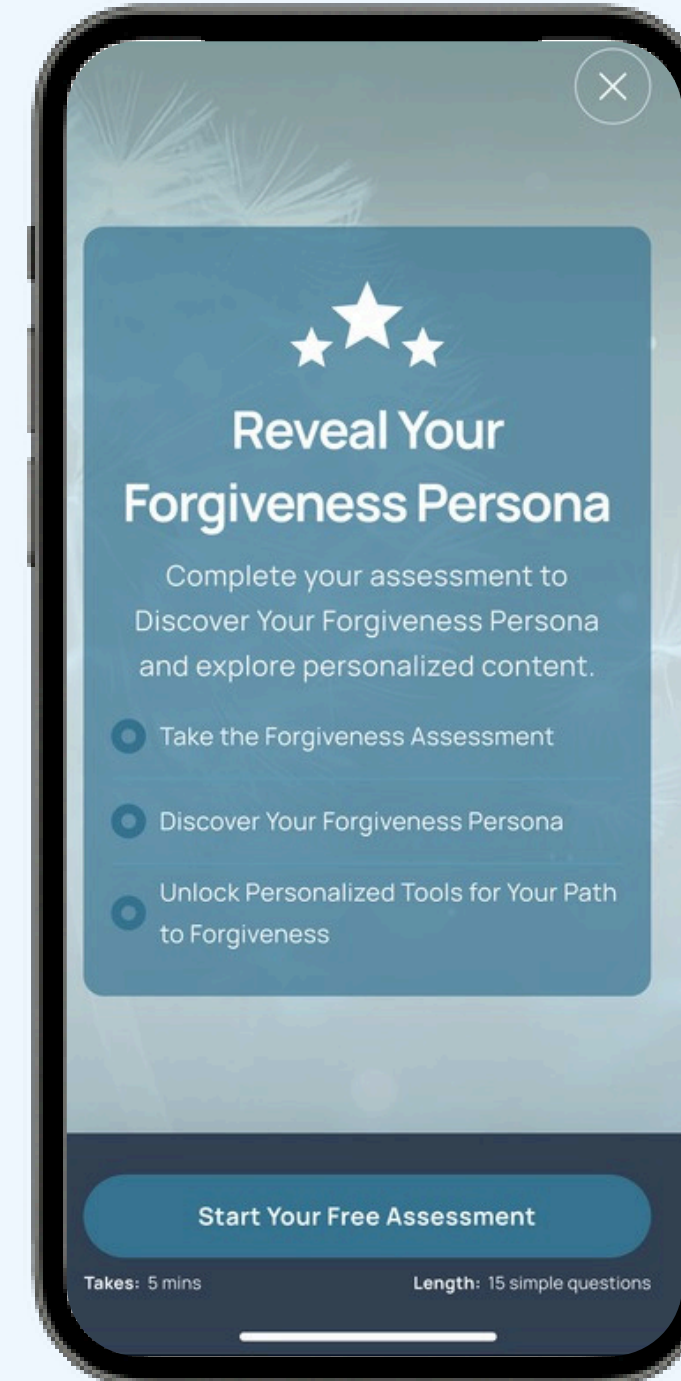 Reveal Your
Forgiveness Persona
Complete your assessment to
Discover Your Forgiveness Persona
and explore personalized content.
Take the Forgiveness Assessment
Discover Your Forgiveness Persona
Unlock Personalized Tools for Your Path
to Forgiveness
Start Your Free Assessment
Takes: 5 mins
Length: 15 simple questions